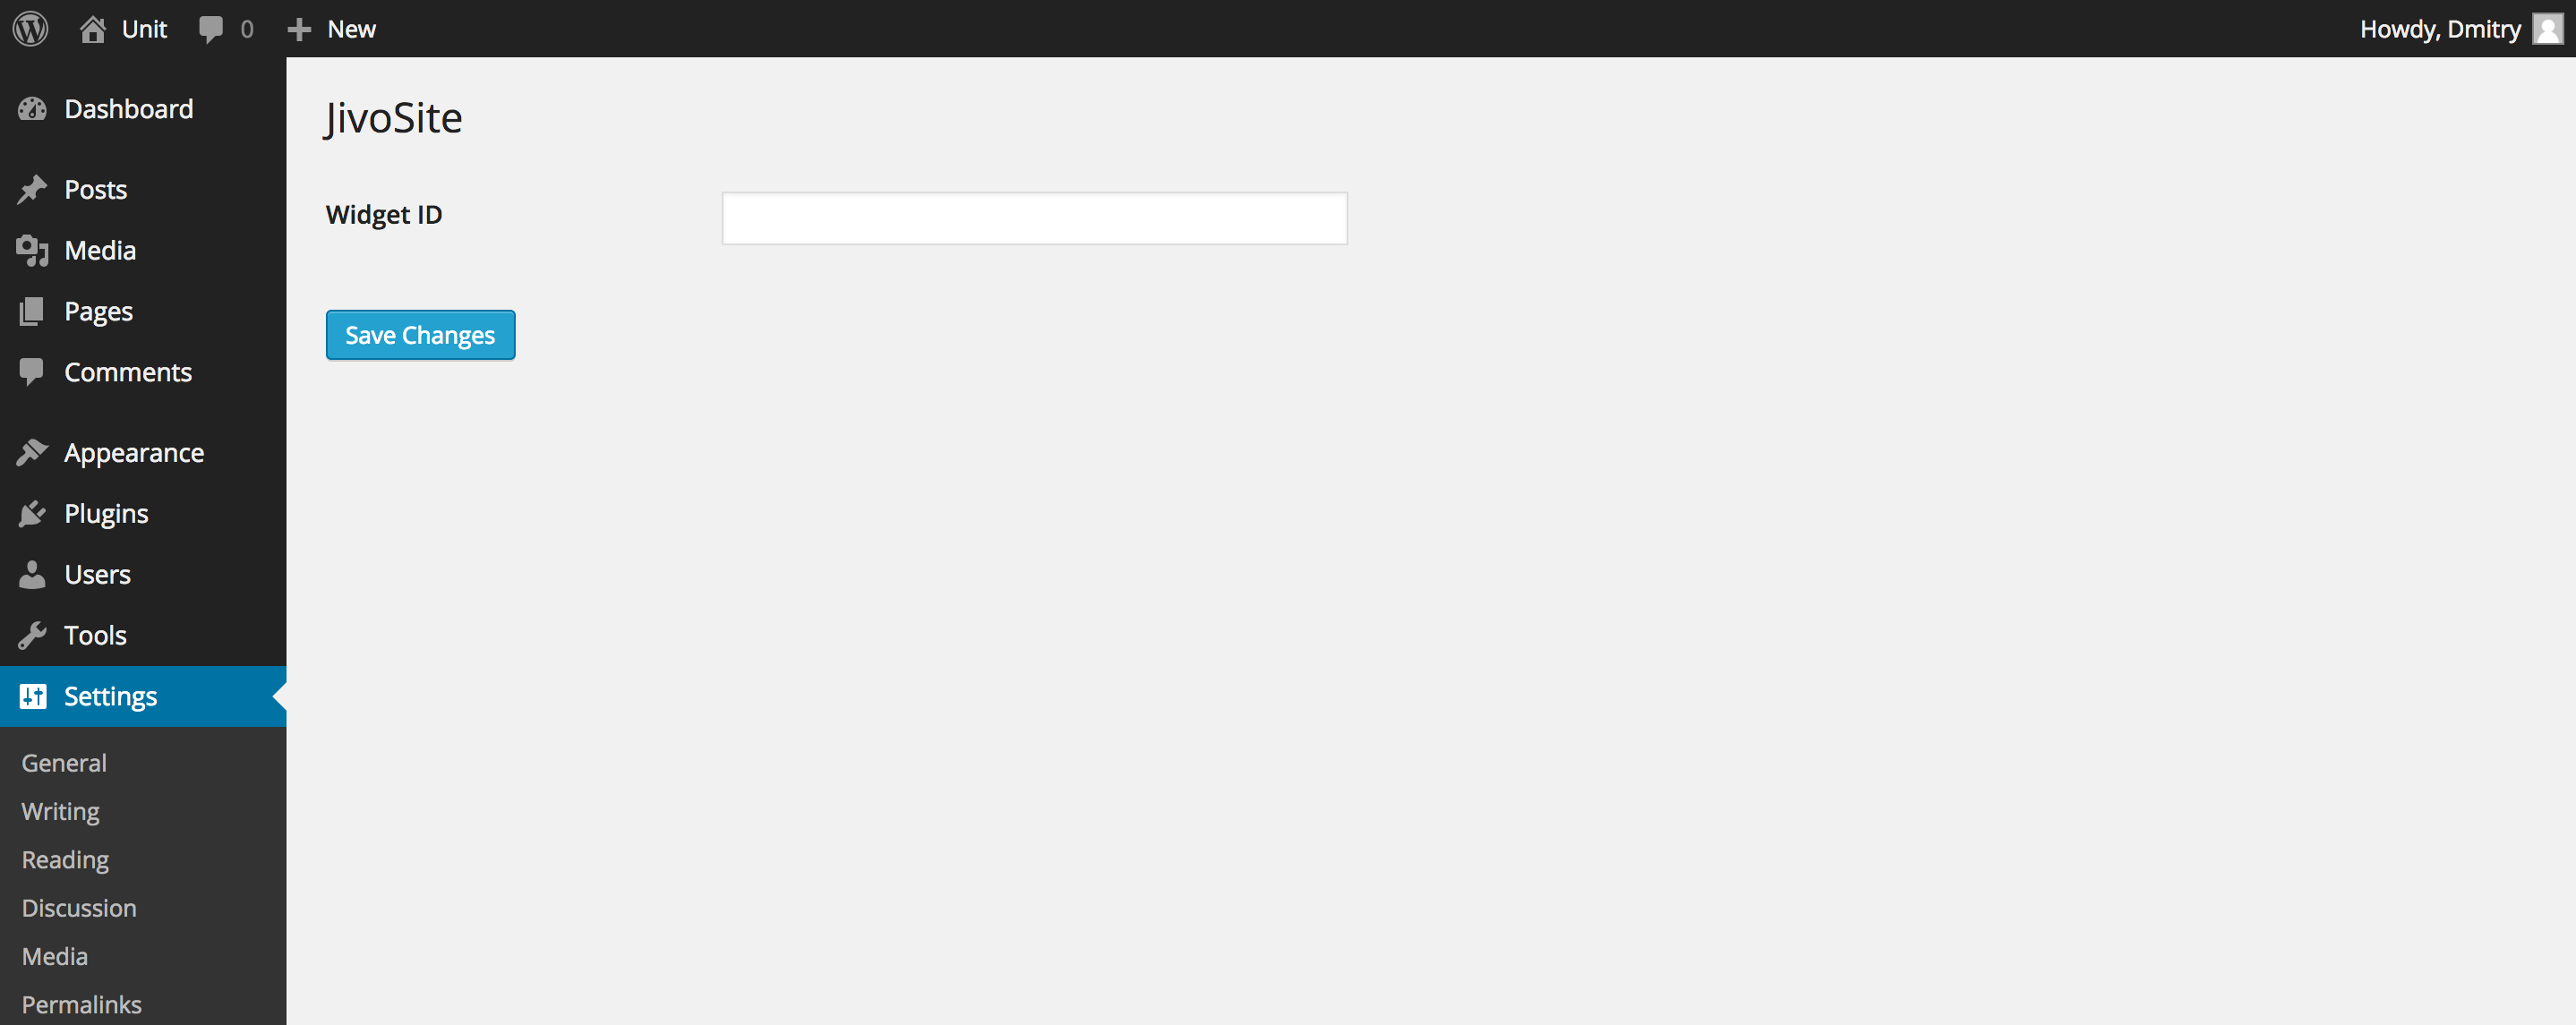 Unit 0 New Howdy, Dmitry
Dashboard
Posts
Media
Pages
Comments
Appearance
Plugins
Users
Tools
Settings
General
Writing
Reading
Discussion
Media
Permalinks
JivoSite
Widget ID
Save Changes